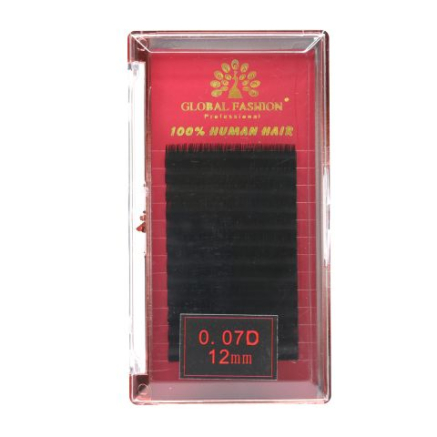 GLOBAL FASHION
Professional
100% HUMAN HAIR
0.07D
12mm